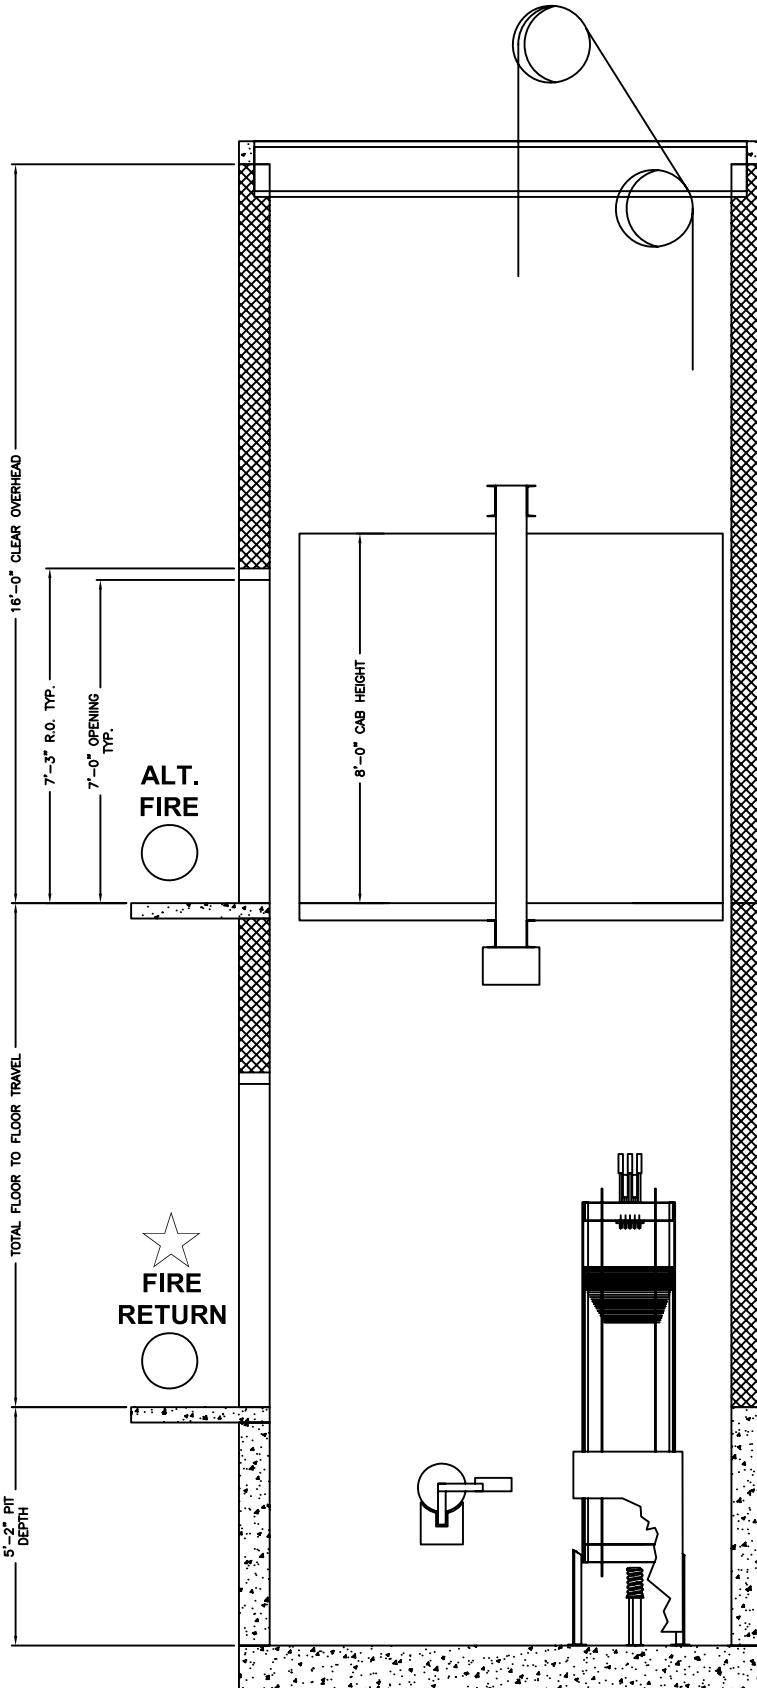 16'-0" CLEAR OVERHEAD
7'-3" R.O. TYP.
7'-0" OPENING
TYP.
8'-0" CAB HEIGHT
ALT.
FIRE
TOTAL FLOOR TO FLOOR TRAVEL
FIRE
RETURN
5'-2" PIT
DEPTH